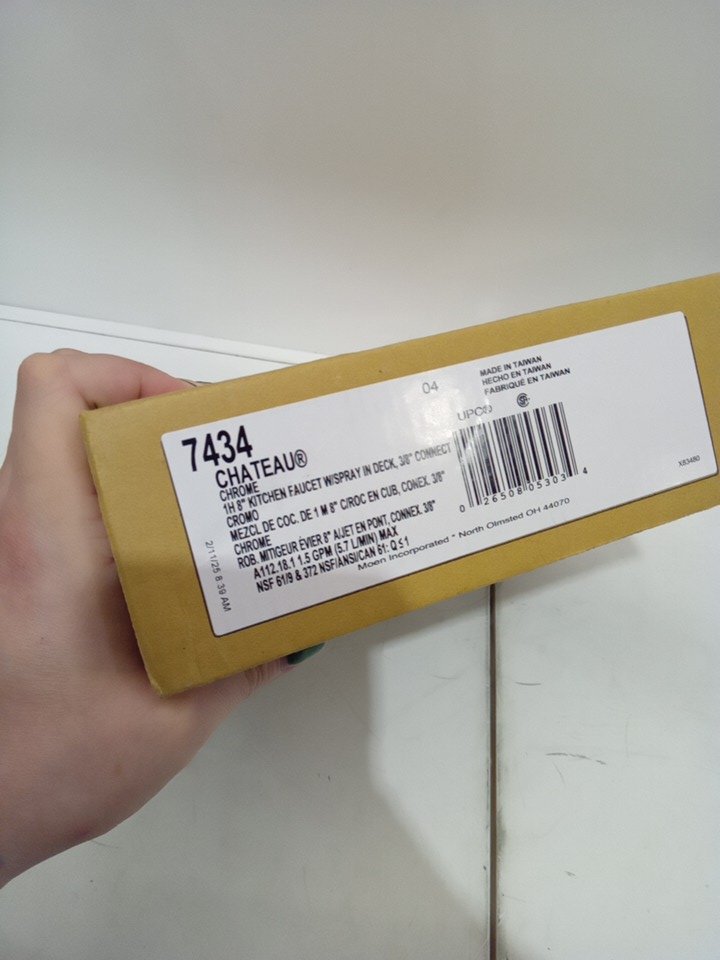 04
MADE IN TAIWAN
HECHO EN TAIWAN
FABRIQUÉ EN TAIWAN
UPC®
7434
CHATEAU®
CHROME
1H 8" KITCHEN FAUCET W/SPRAY IN DECK, 3/8" CONNECT
CROMO
MEZCL DE COC. DE 1 M 8" C/ROC EN CUB, CONEX. 3/8"
CHROME
ROB. MITIGEUR ÉVIER 8" A/JET EN PONT, CONNEX. 3/8"
A112.18.1 1.5 GPM (5.7 L/MIN) MAX
NSF 61/9 & 372 NSF/ANSI/CAN 61: Q ≤ 1
0 26508 05303 4
Moen Incorporated * North Olmsted OH 44070
X63480
2/11/25 8:39 AM